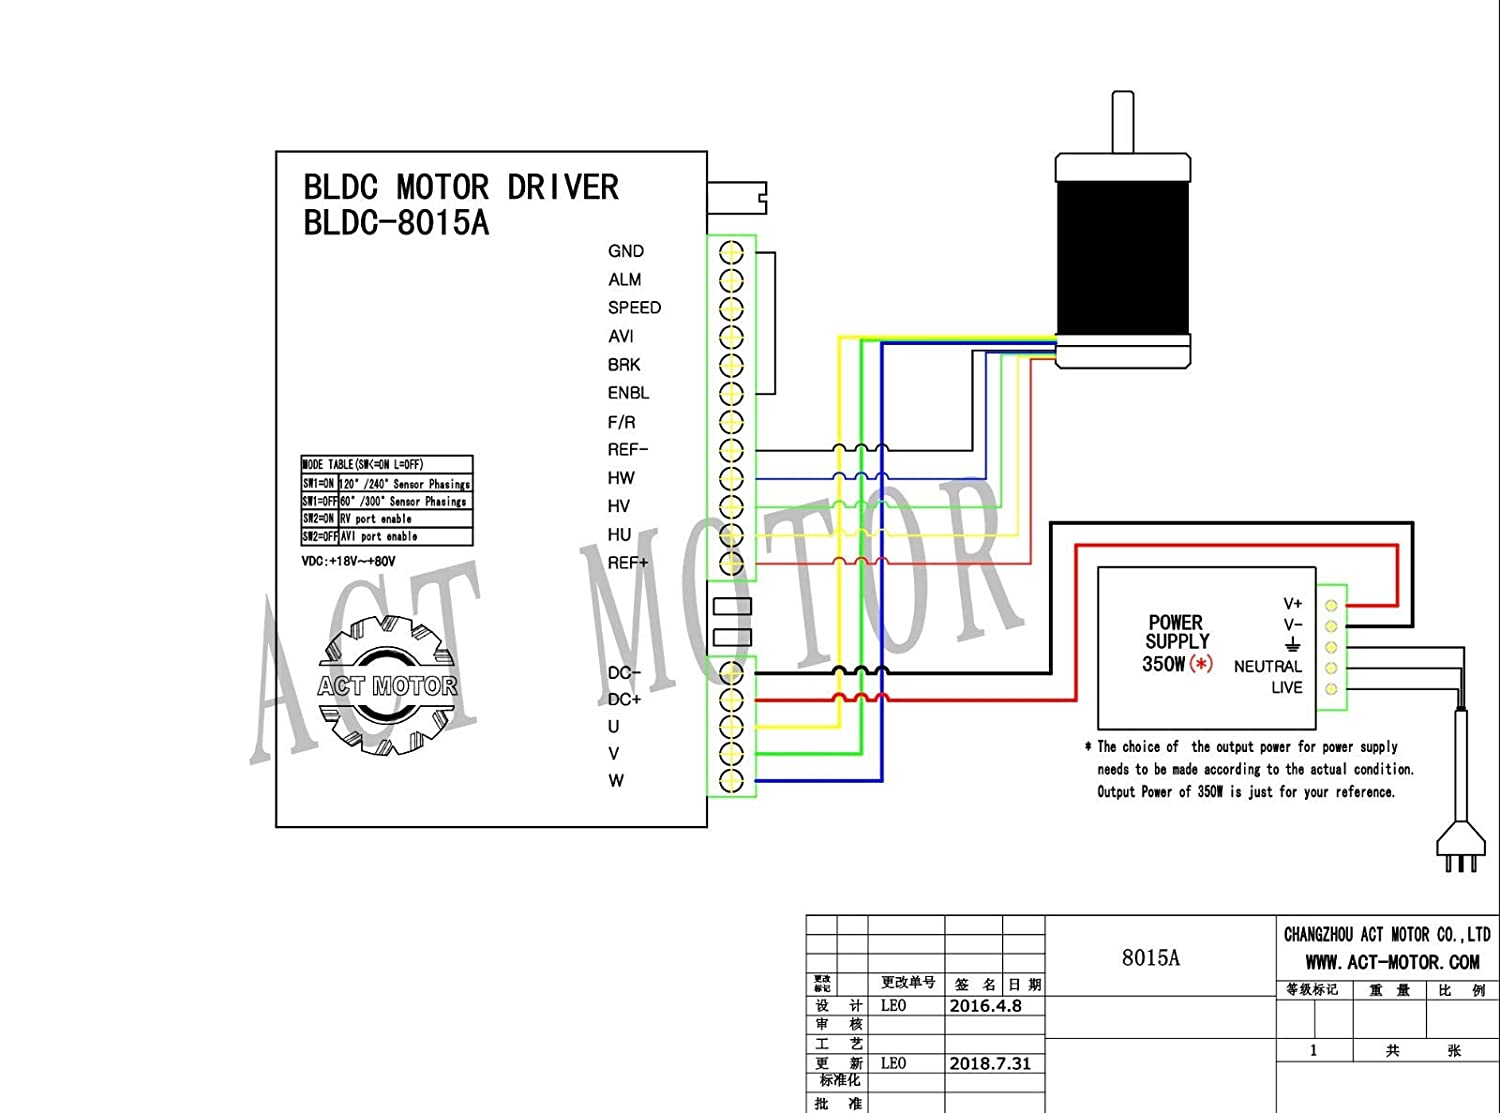 BLDC MOTOR DRIVER
BLDC-8015A
GND
ALM
SPEED
AVI
BRK
ENBL
F/R
REF-
HW
HV
HU
REF+
MODE TABLE(SW<=ON L=OFF)
SW1=ON 120°/240° Sensor Phasings
SW1=OFF 60°/300° Sensor Phasings
SW2=ON RV port enable
SW2=OFF AVI port enable
VDC:+18V~+80V
ACT MOTOR
ACT MOTOR
DC-
DC+
U
V
W
POWER
SUPPLY
350W(*)
V+
V-
NEUTRAL
LIVE
* The choice of the output power for power supply
needs to be made according to the actual condition.
Output Power of 350W is just for your reference.
8015A
CHANGZHOU ACT MOTOR CO.,LTD
WWW.ACT-MOTOR.COM
更改标记 更改单号 签 名 日 期
等级标记 重 量 比 例
设 计 LEO 2016.4.8
审 核
工 艺
1 共 张
更 新 LEO 2018.7.31
标准化
批 准